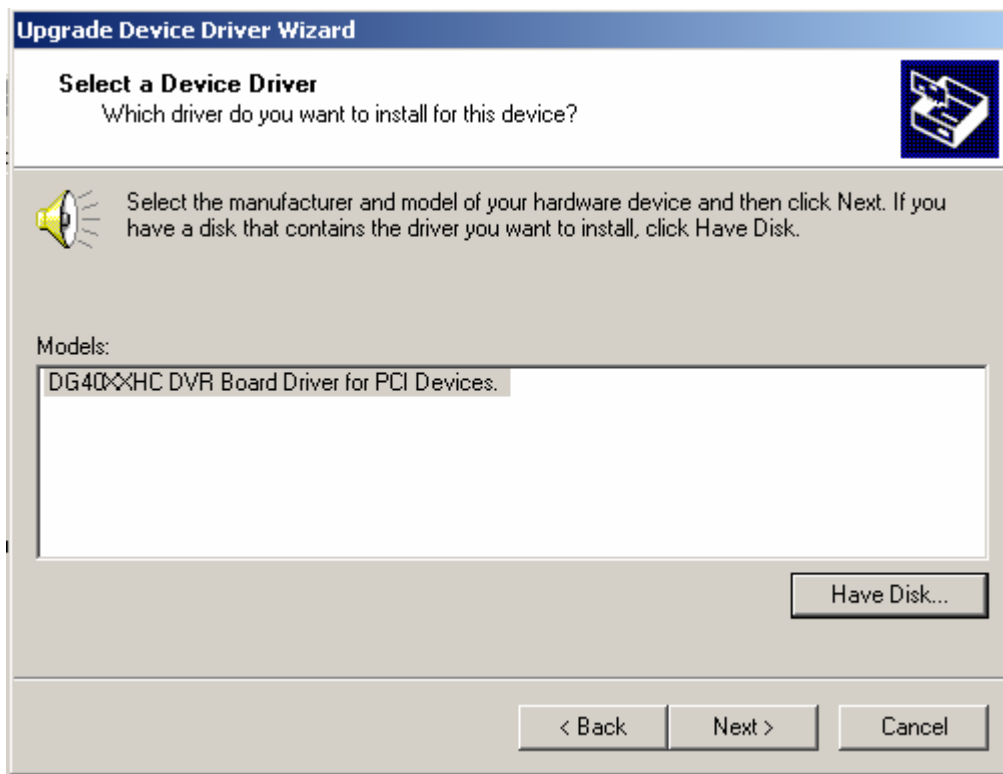 Upgrade Device Driver Wizard
Select a Device Driver
Which driver do you want to install for this device?
Select the manufacturer and model of your hardware device and then click Next. If you
have a disk that contains the driver you want to install, click Have Disk.
Models:
DG40XXHC DVR Board Driver for PCI Devices.
Have Disk...
< Back
Next >
Cancel